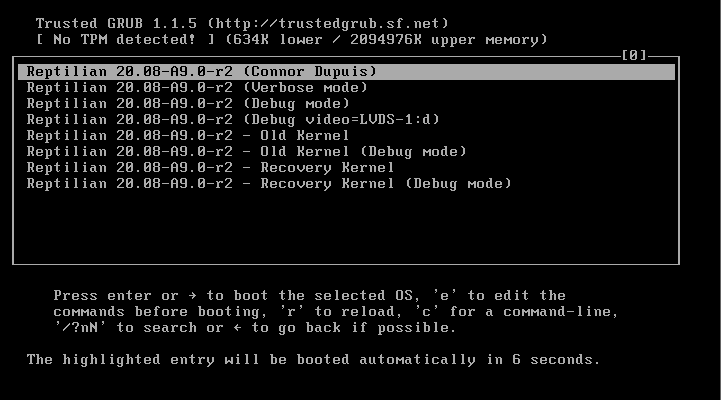 Trusted GRUB 1.1.5 (http://trustedgrub.sf.net)
[ No TPM detected! ] (634K lower / 2094976K upper memory)
[0]
Reptilian 20.08-A9.0-r2 (Connor Dupuis)
Reptilian 20.08-A9.0-r2 (Verbose mode)
Reptilian 20.08-A9.0-r2 (Debug mode)
Reptilian 20.08-A9.0-r2 (Debug video=LVDS-1:d)
Reptilian 20.08-A9.0-r2 - Old Kernel
Reptilian 20.08-A9.0-r2 - Old Kernel (Debug mode)
Reptilian 20.08-A9.0-r2 - Recovery Kernel
Reptilian 20.08-A9.0-r2 - Recovery Kernel (Debug mode)
Press enter or → to boot the selected OS, 'e' to edit the
commands before booting, 'r' to reload, 'c' for a command-line,
'/?nN' to search or ← to go back if possible.
The highlighted entry will be booted automatically in 6 seconds.